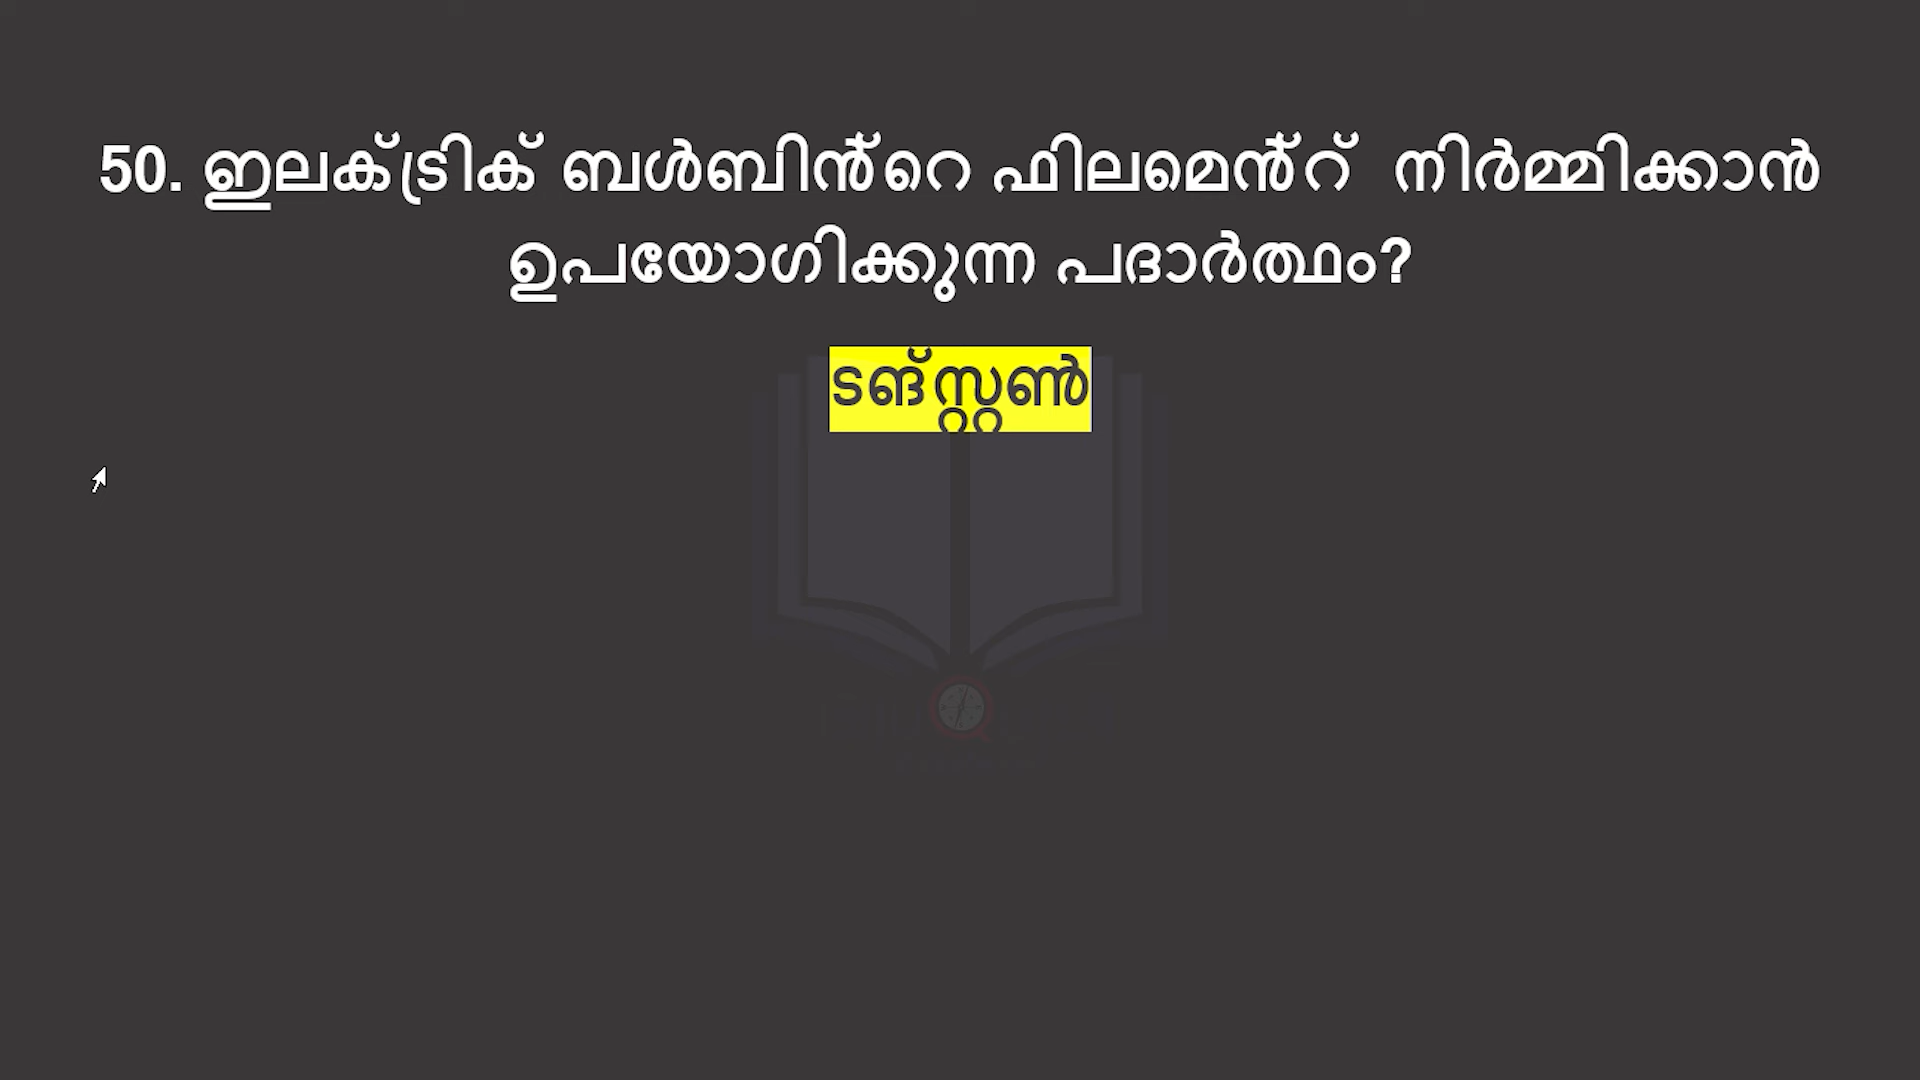 50. ഇലക്ട്രിക് ബൾബിൻ്റെ ഫിലമെൻ്റ് നിർമ്മിക്കാൻ
ഉപയോഗിക്കുന്ന പദാർത്ഥം?
ടങ്സ്റ്റൺ